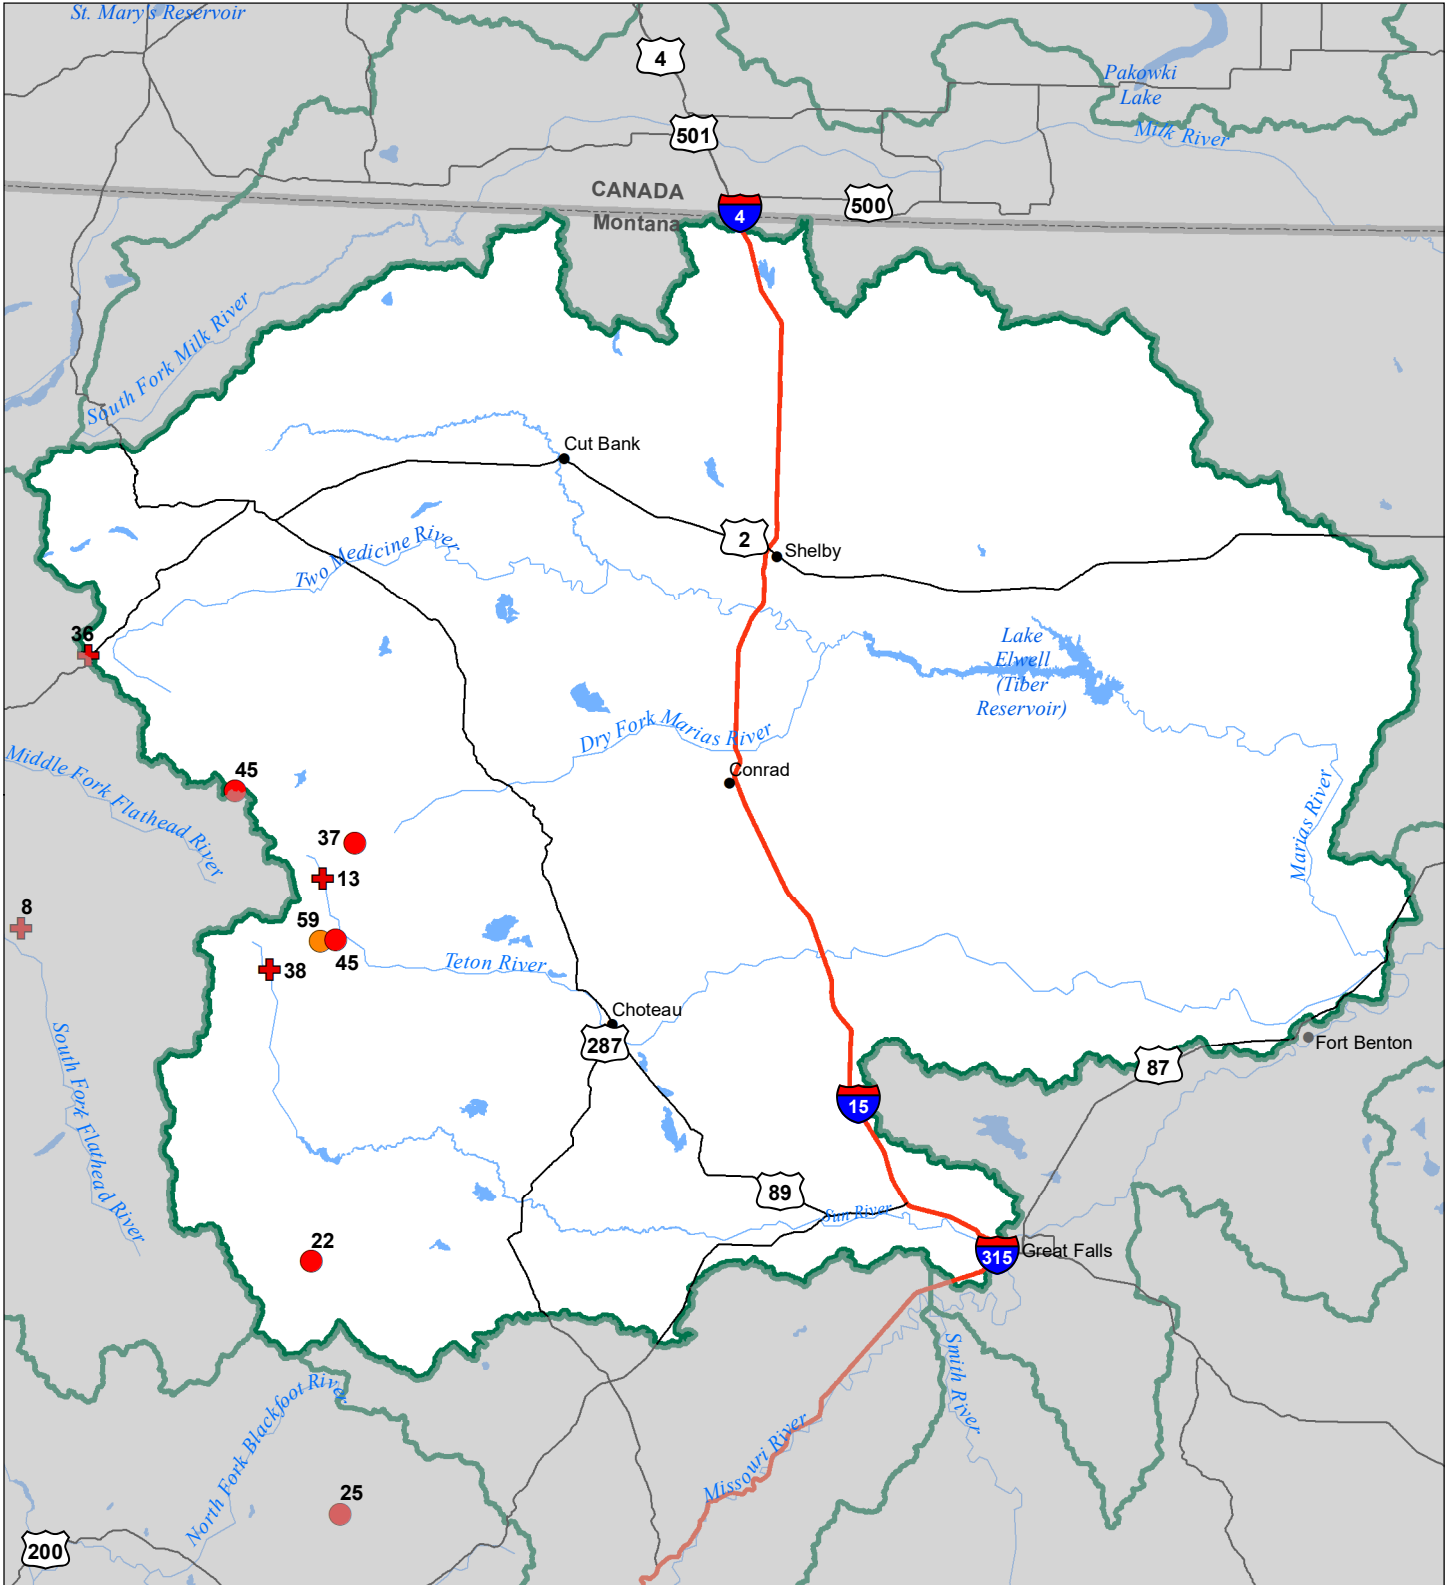 St. Mary's Reservoir
4
Pakowki
Lake
501
Milk River
CANADA
500
4
Montana
South Fork Milk River
Cut Bank
2
Shelby
Two Medicine River
36
Lake
Elwell
(Tiber
Reservoir)
Dry Fork Marias River
Middle Fork Flathead River
45
Conrad
Marias River
37
13
8
59
45
38
Teton River
Choteau
287
South Fork Flathead River
Fort Benton
87
15
89
Sun River
22
315
Great Falls
Smith River
North Fork Blackfoot River
Missouri River
25
200